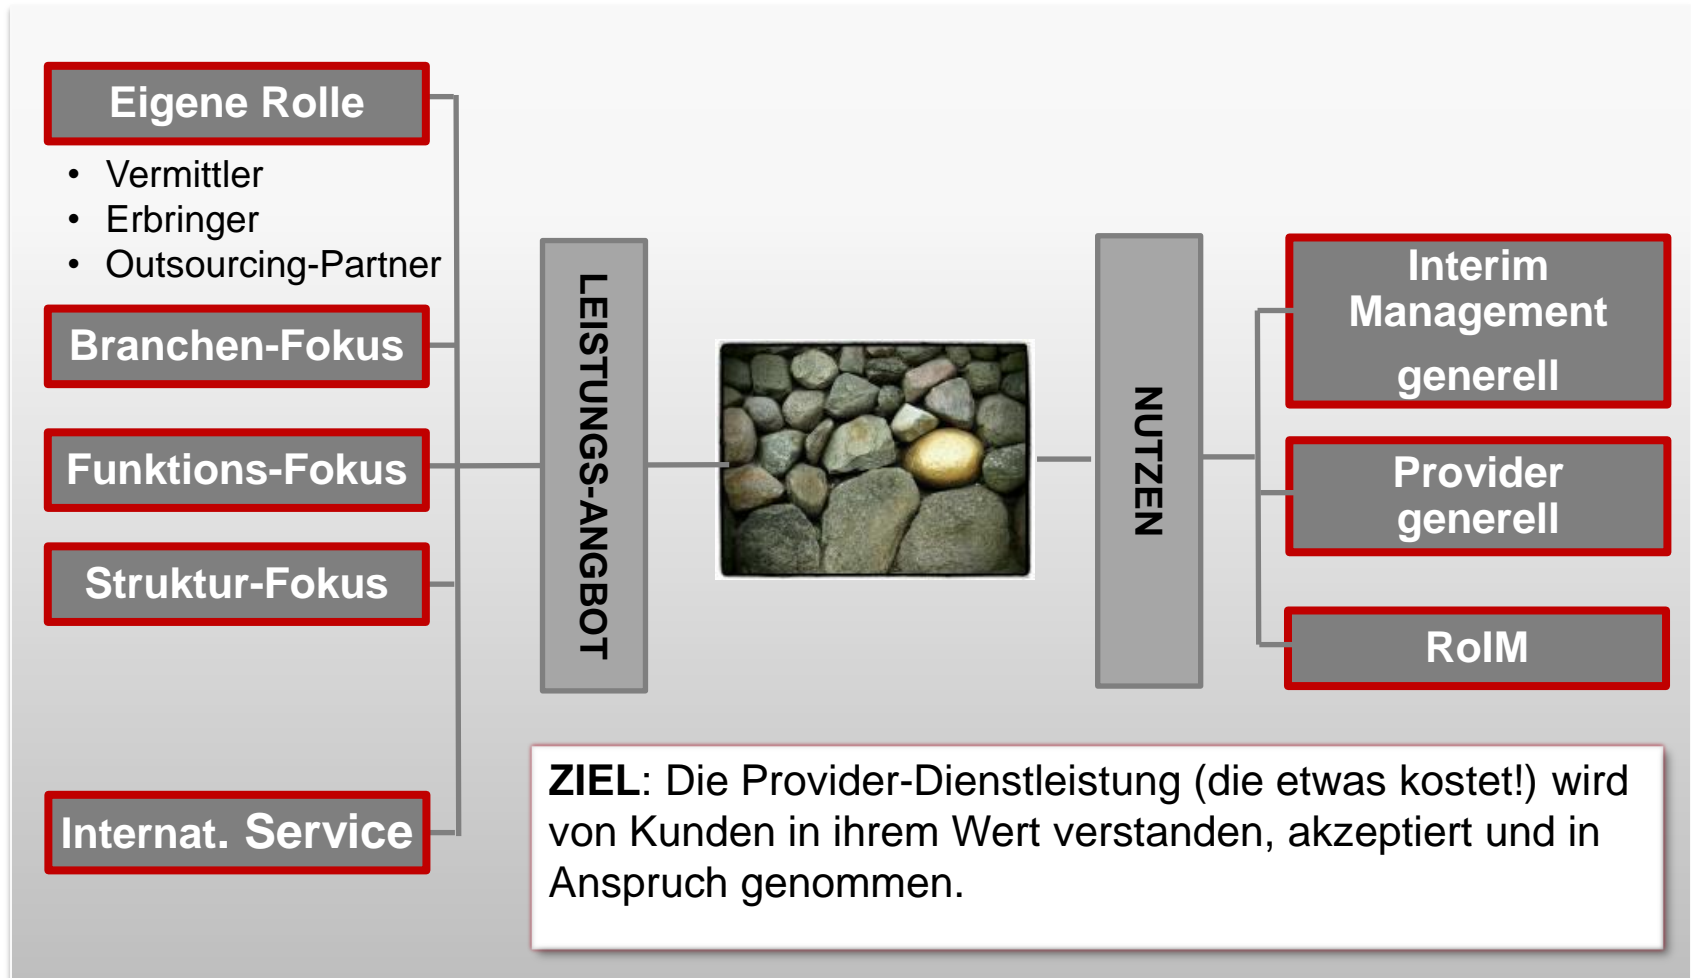 Eigene Rolle
• Vermittler
• Erbringer
• Outsourcing-Partner
Branchen-Fokus
Funktions-Fokus
Struktur-Fokus
Internat. Service
LEISTUNGS-ANGBOT
NUTZEN
Interim
Management
generell
Provider
generell
RoIM
ZIEL: Die Provider-Dienstleistung (die etwas kostet!) wird
von Kunden in ihrem Wert verstanden, akzeptiert und in
Anspruch genommen.